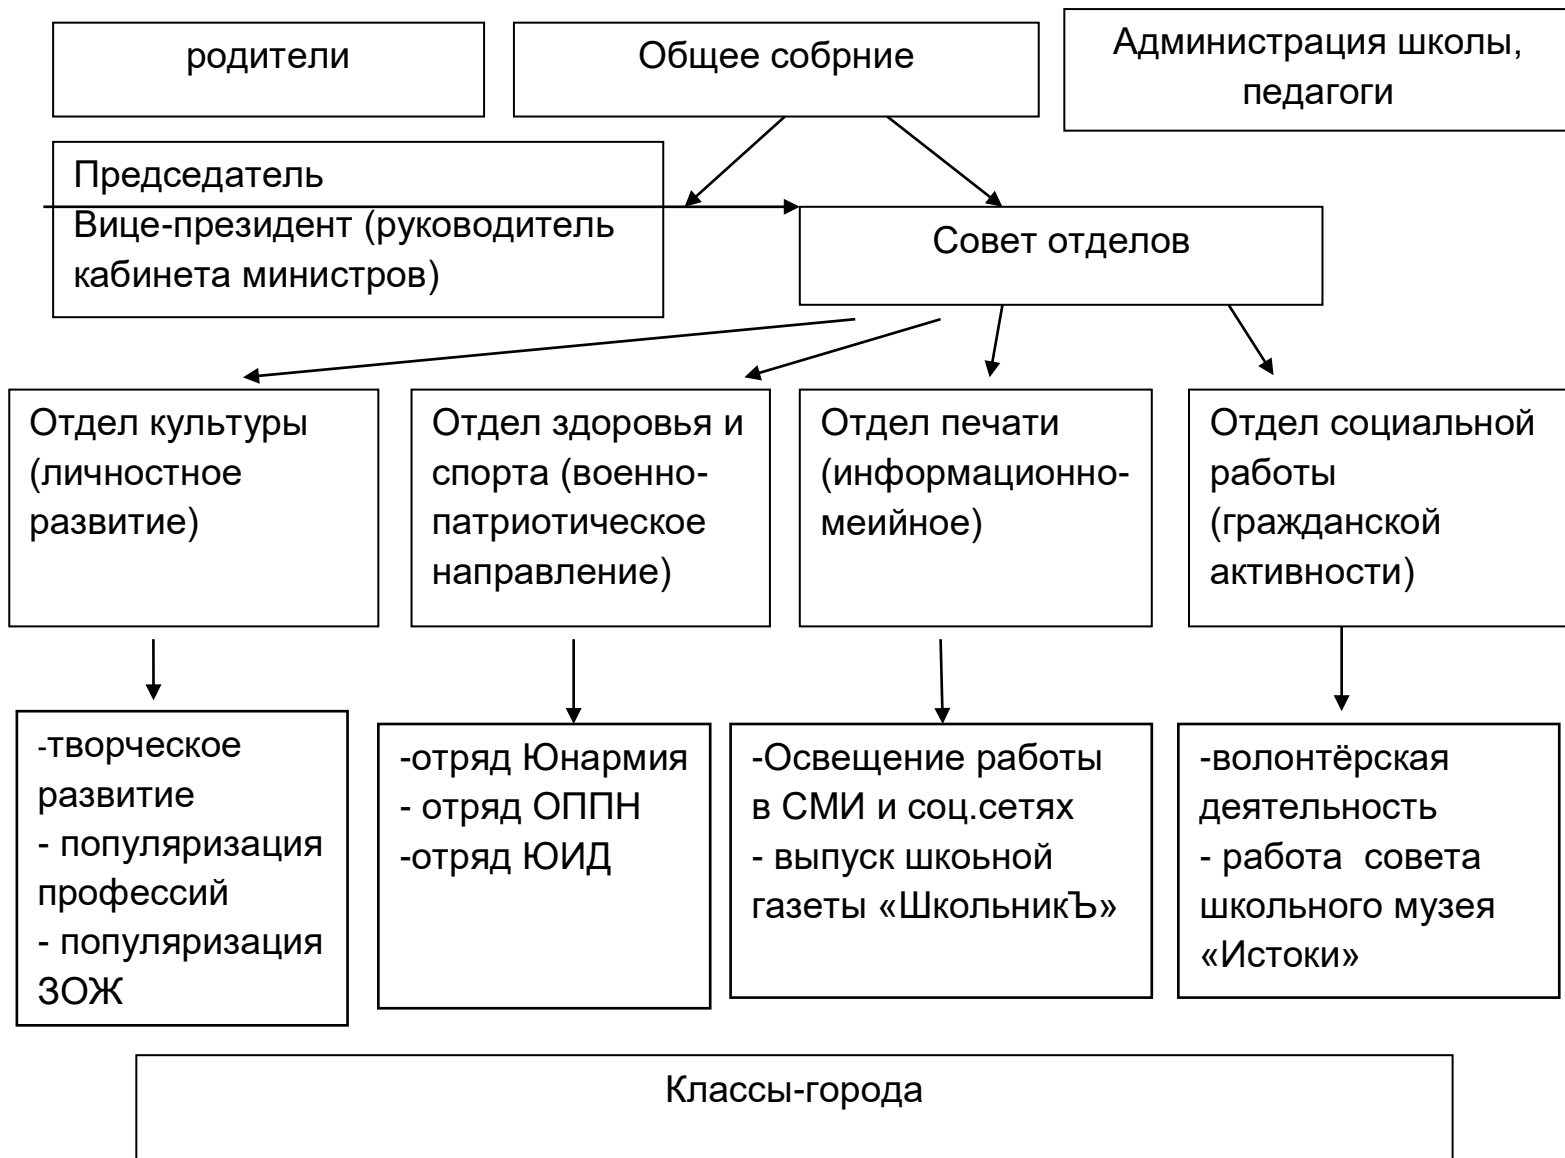 родители
Общее собрние
Администрация школы,
педагоги
Председатель
Вице-президент (руководитель
кабинета министров)
Совет отделов
Отдел культуры
(личностное
развитие)
Отдел здоровья и
спорта (военно-
патриотическое
направление)
Отдел печати
(информационно-
меийное)
Отдел социальной
работы
(гражданской
активности)
-творческое
развитие
- популяризация
профессий
- популяризация
ЗОЖ
-отряд Юнармия
- отряд ОППН
-отряд ЮИД
-Освещение работы
в СМИ и соц.сетях
- выпуск шкоьной
газеты «ШкольникЪ»
-волонтёрская
деятельность
- работа  совета
школьного музея
«Истоки»
Классы-города